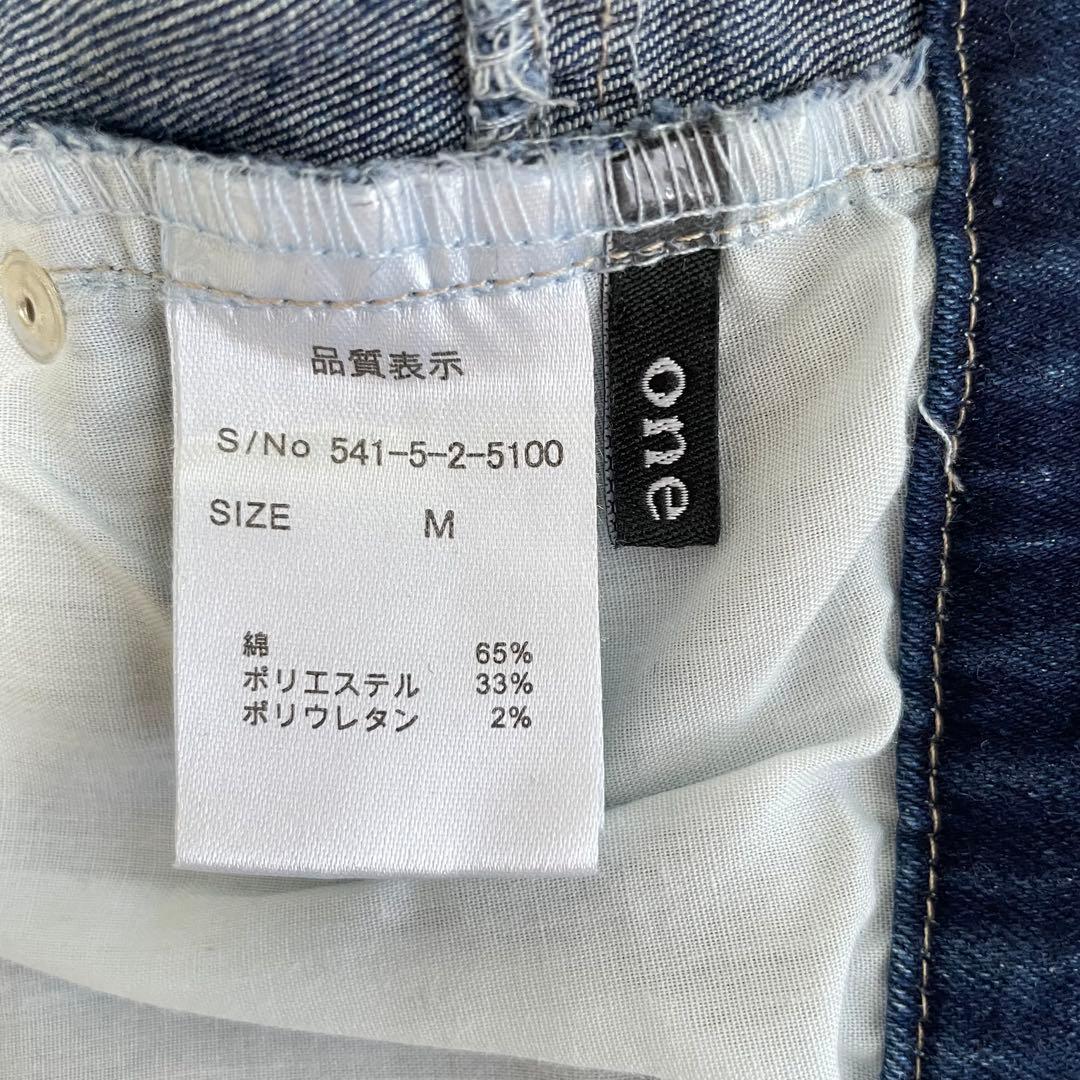 品質表示
S/No 541-5-2-5100
SIZE M
綿 65%
ポリエステル 33%
ポリウレタン 2%
one